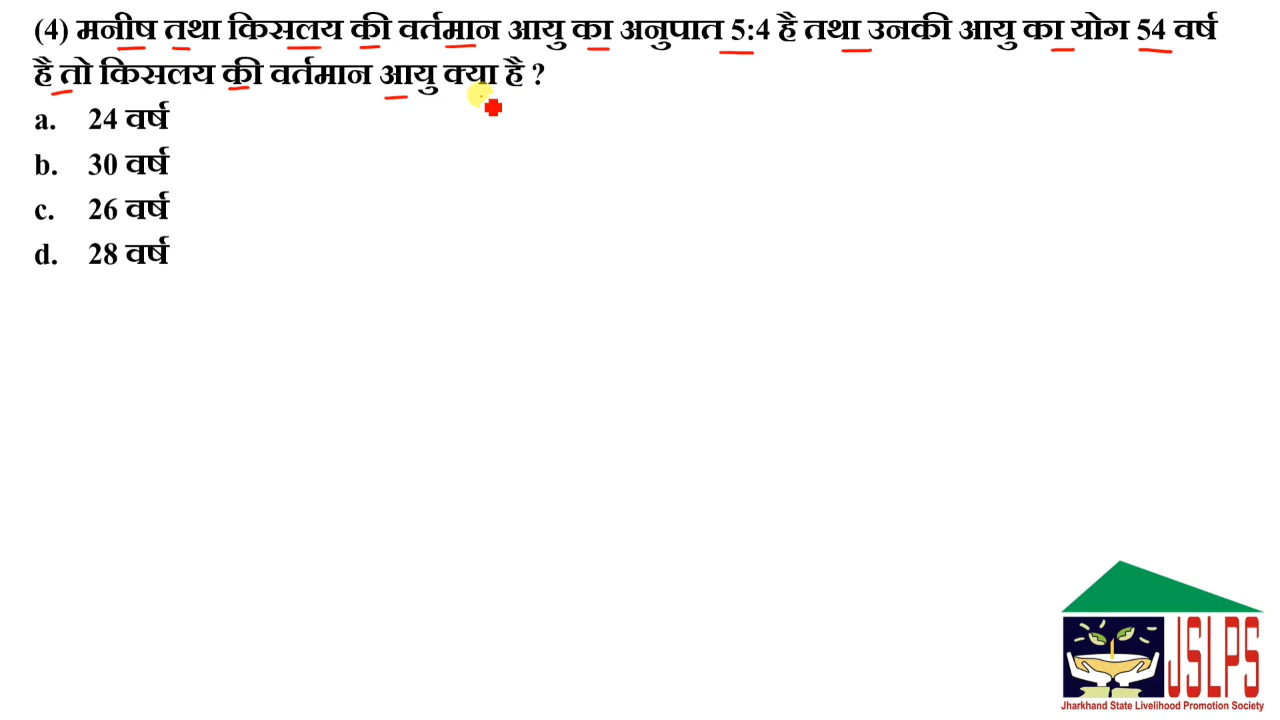 (4) मनीष तथा किसलय की वर्तमान आयु का अनुपात 5:4 है तथा उनकी आयु का योग 54 वर्ष
है तो किसलय की वर्तमान आयु क्या है ?
a. 24 वर्ष
b. 30 वर्ष
c. 26 वर्ष
d. 28 वर्ष
JSLPS
Jharkhand State Livelihood Promotion Society